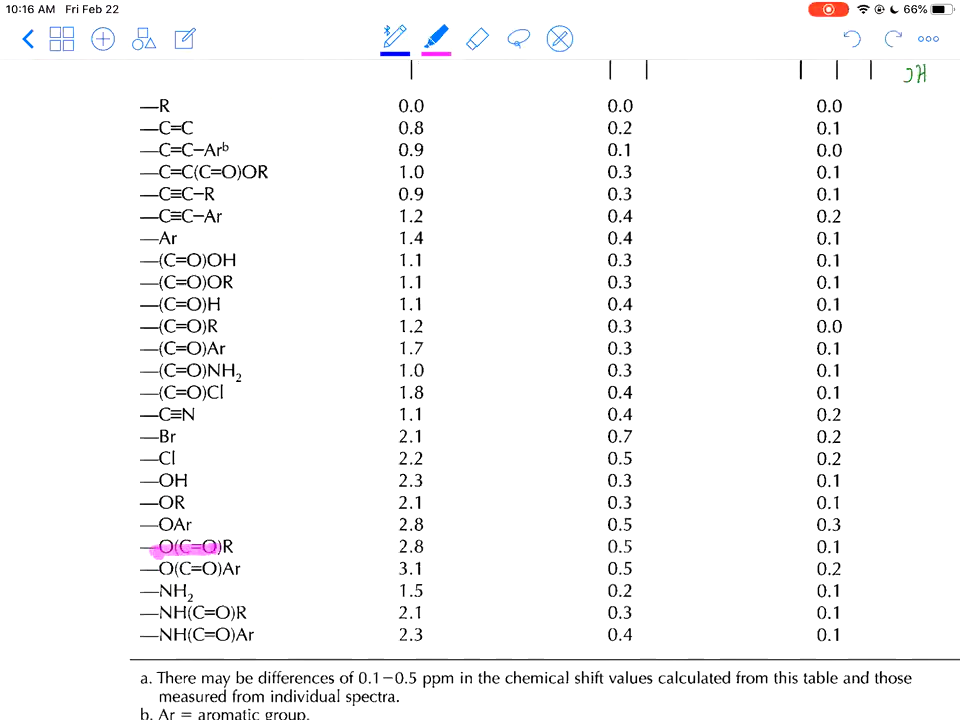 10:16 AM Fri Feb 22 66%
—R 0.0 0.0 0.0
—C=C 0.8 0.2 0.1
—C=C−Arᵇ 0.9 0.1 0.0
—C=C(C=O)OR 1.0 0.3 0.1
—C≡C−R 0.9 0.3 0.1
—C≡C−Ar 1.2 0.4 0.2
—Ar 1.4 0.4 0.1
—(C=O)OH 1.1 0.3 0.1
—(C=O)OR 1.1 0.3 0.1
—(C=O)H 1.1 0.4 0.1
—(C=O)R 1.2 0.3 0.0
—(C=O)Ar 1.7 0.3 0.1
—(C=O)NH₂ 1.0 0.3 0.1
—(C=O)Cl 1.8 0.4 0.1
—C≡N 1.1 0.4 0.2
—Br 2.1 0.7 0.2
—Cl 2.2 0.5 0.2
—OH 2.3 0.3 0.1
—OR 2.1 0.3 0.1
—OAr 2.8 0.5 0.3
—O(C=O)R 2.8 0.5 0.1
—O(C=O)Ar 3.1 0.5 0.2
—NH₂ 1.5 0.2 0.1
—NH(C=O)R 2.1 0.3 0.1
—NH(C=O)Ar 2.3 0.4 0.1
a. There may be differences of 0.1−0.5 ppm in the chemical shift values calculated from this table and those
measured from individual spectra.
b. Ar = aromatic group.